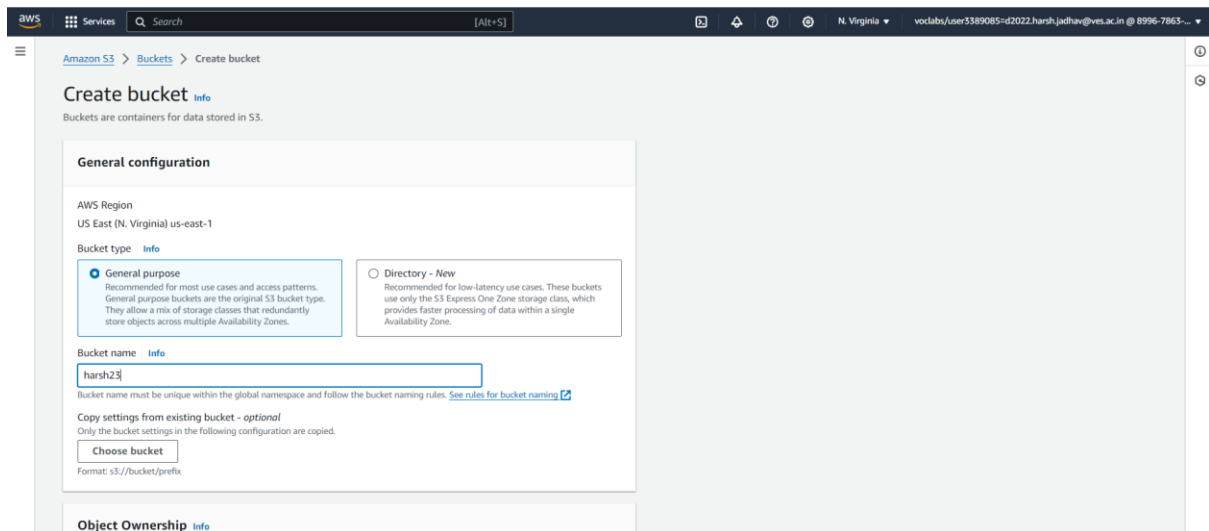 aws Services Search [Alt+S] N. Virginia voclabs/user3389085=d2022.harsh.jadhav@ves.ac.in @ 8996-7863-...
Amazon S3 > Buckets > Create bucket
Create bucket Info
Buckets are containers for data stored in S3.
General configuration
AWS Region
US East (N. Virginia) us-east-1
Bucket type Info
General purpose
Recommended for most use cases and access patterns.
General purpose buckets are the original S3 bucket type.
They allow a mix of storage classes that redundantly
store objects across multiple Availability Zones.
Directory - New
Recommended for low-latency use cases. These buckets
use only the S3 Express One Zone storage class, which
provides faster processing of data within a single
Availability Zone.
Bucket name Info
harsh23
Bucket name must be unique within the global namespace and follow the bucket naming rules. See rules for bucket naming
Copy settings from existing bucket - optional
Only the bucket settings in the following configuration are copied.
Choose bucket
Format: s3://bucket/prefix
Object Ownership Info